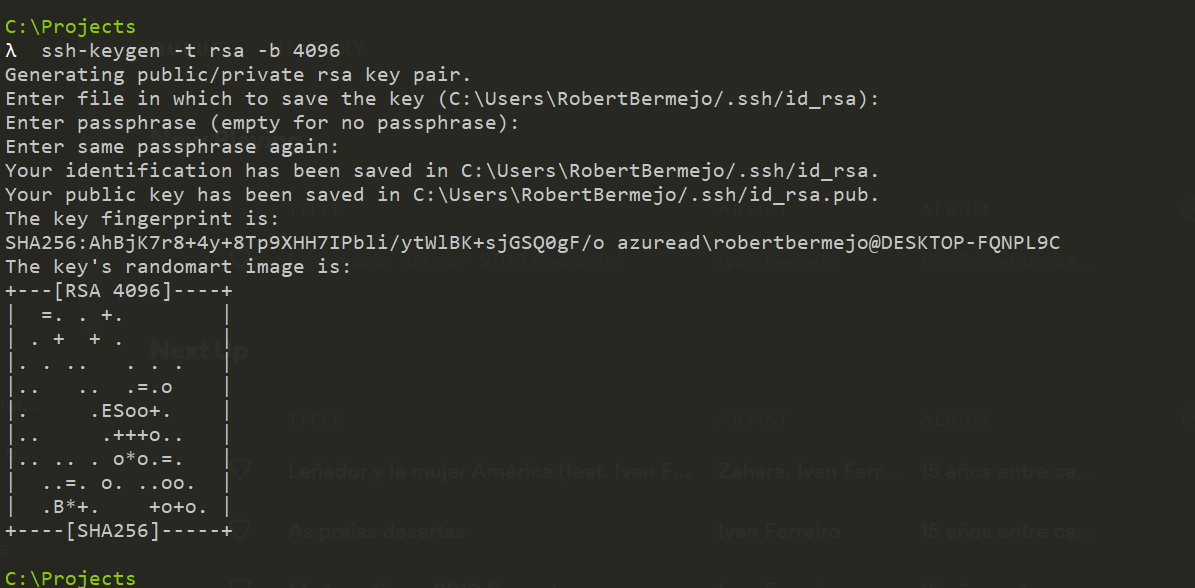 C:\Projects
λ  ssh-keygen -t rsa -b 4096
Generating public/private rsa key pair.
Enter file in which to save the key (C:\Users\RobertBermejo/.ssh/id_rsa):
Enter passphrase (empty for no passphrase):
Enter same passphrase again:
Your identification has been saved in C:\Users\RobertBermejo/.ssh/id_rsa.
Your public key has been saved in C:\Users\RobertBermejo/.ssh/id_rsa.pub.
The key fingerprint is:
SHA256:AhBjK7r8+4y+8Tp9XHH7IPbli/ytWlBK+sjGSQ0gF/o azuread\robertbermejo@DESKTOP-FQNPL9C
The key's randomart image is:
+---[RSA 4096]----+
|  =. . +.        |
| . +  + .        |
|. . ..   . . .   |
|..   ..  .=.o    |
|.     .ESoo+.    |
|..     .+++o..   |
|.. .. . o*o.=.   |
|  ..=. o. ..oo.  |
|  .B*+.    +o+o. |
+----[SHA256]-----+
Next Up
TITLE ARTIST ALBUM
Leñador y la mujer América (feat. Ivan F... Zahara, Ivan Ferr... 15 años entre ca...
As praias desertas Ivan Ferreiro 15 años entre ca...
C:\Projects